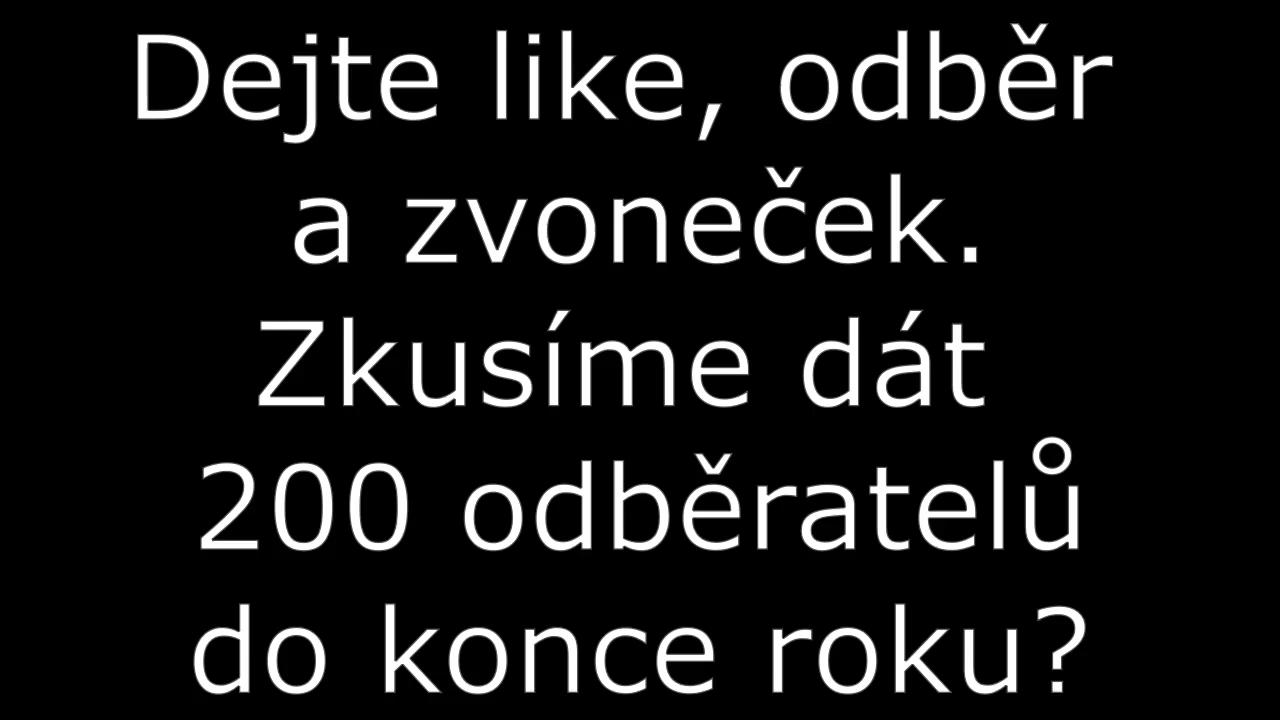 Dejte like, odběr
a zvoneček.
Zkusíme dát
200 odběratelů
do konce roku?